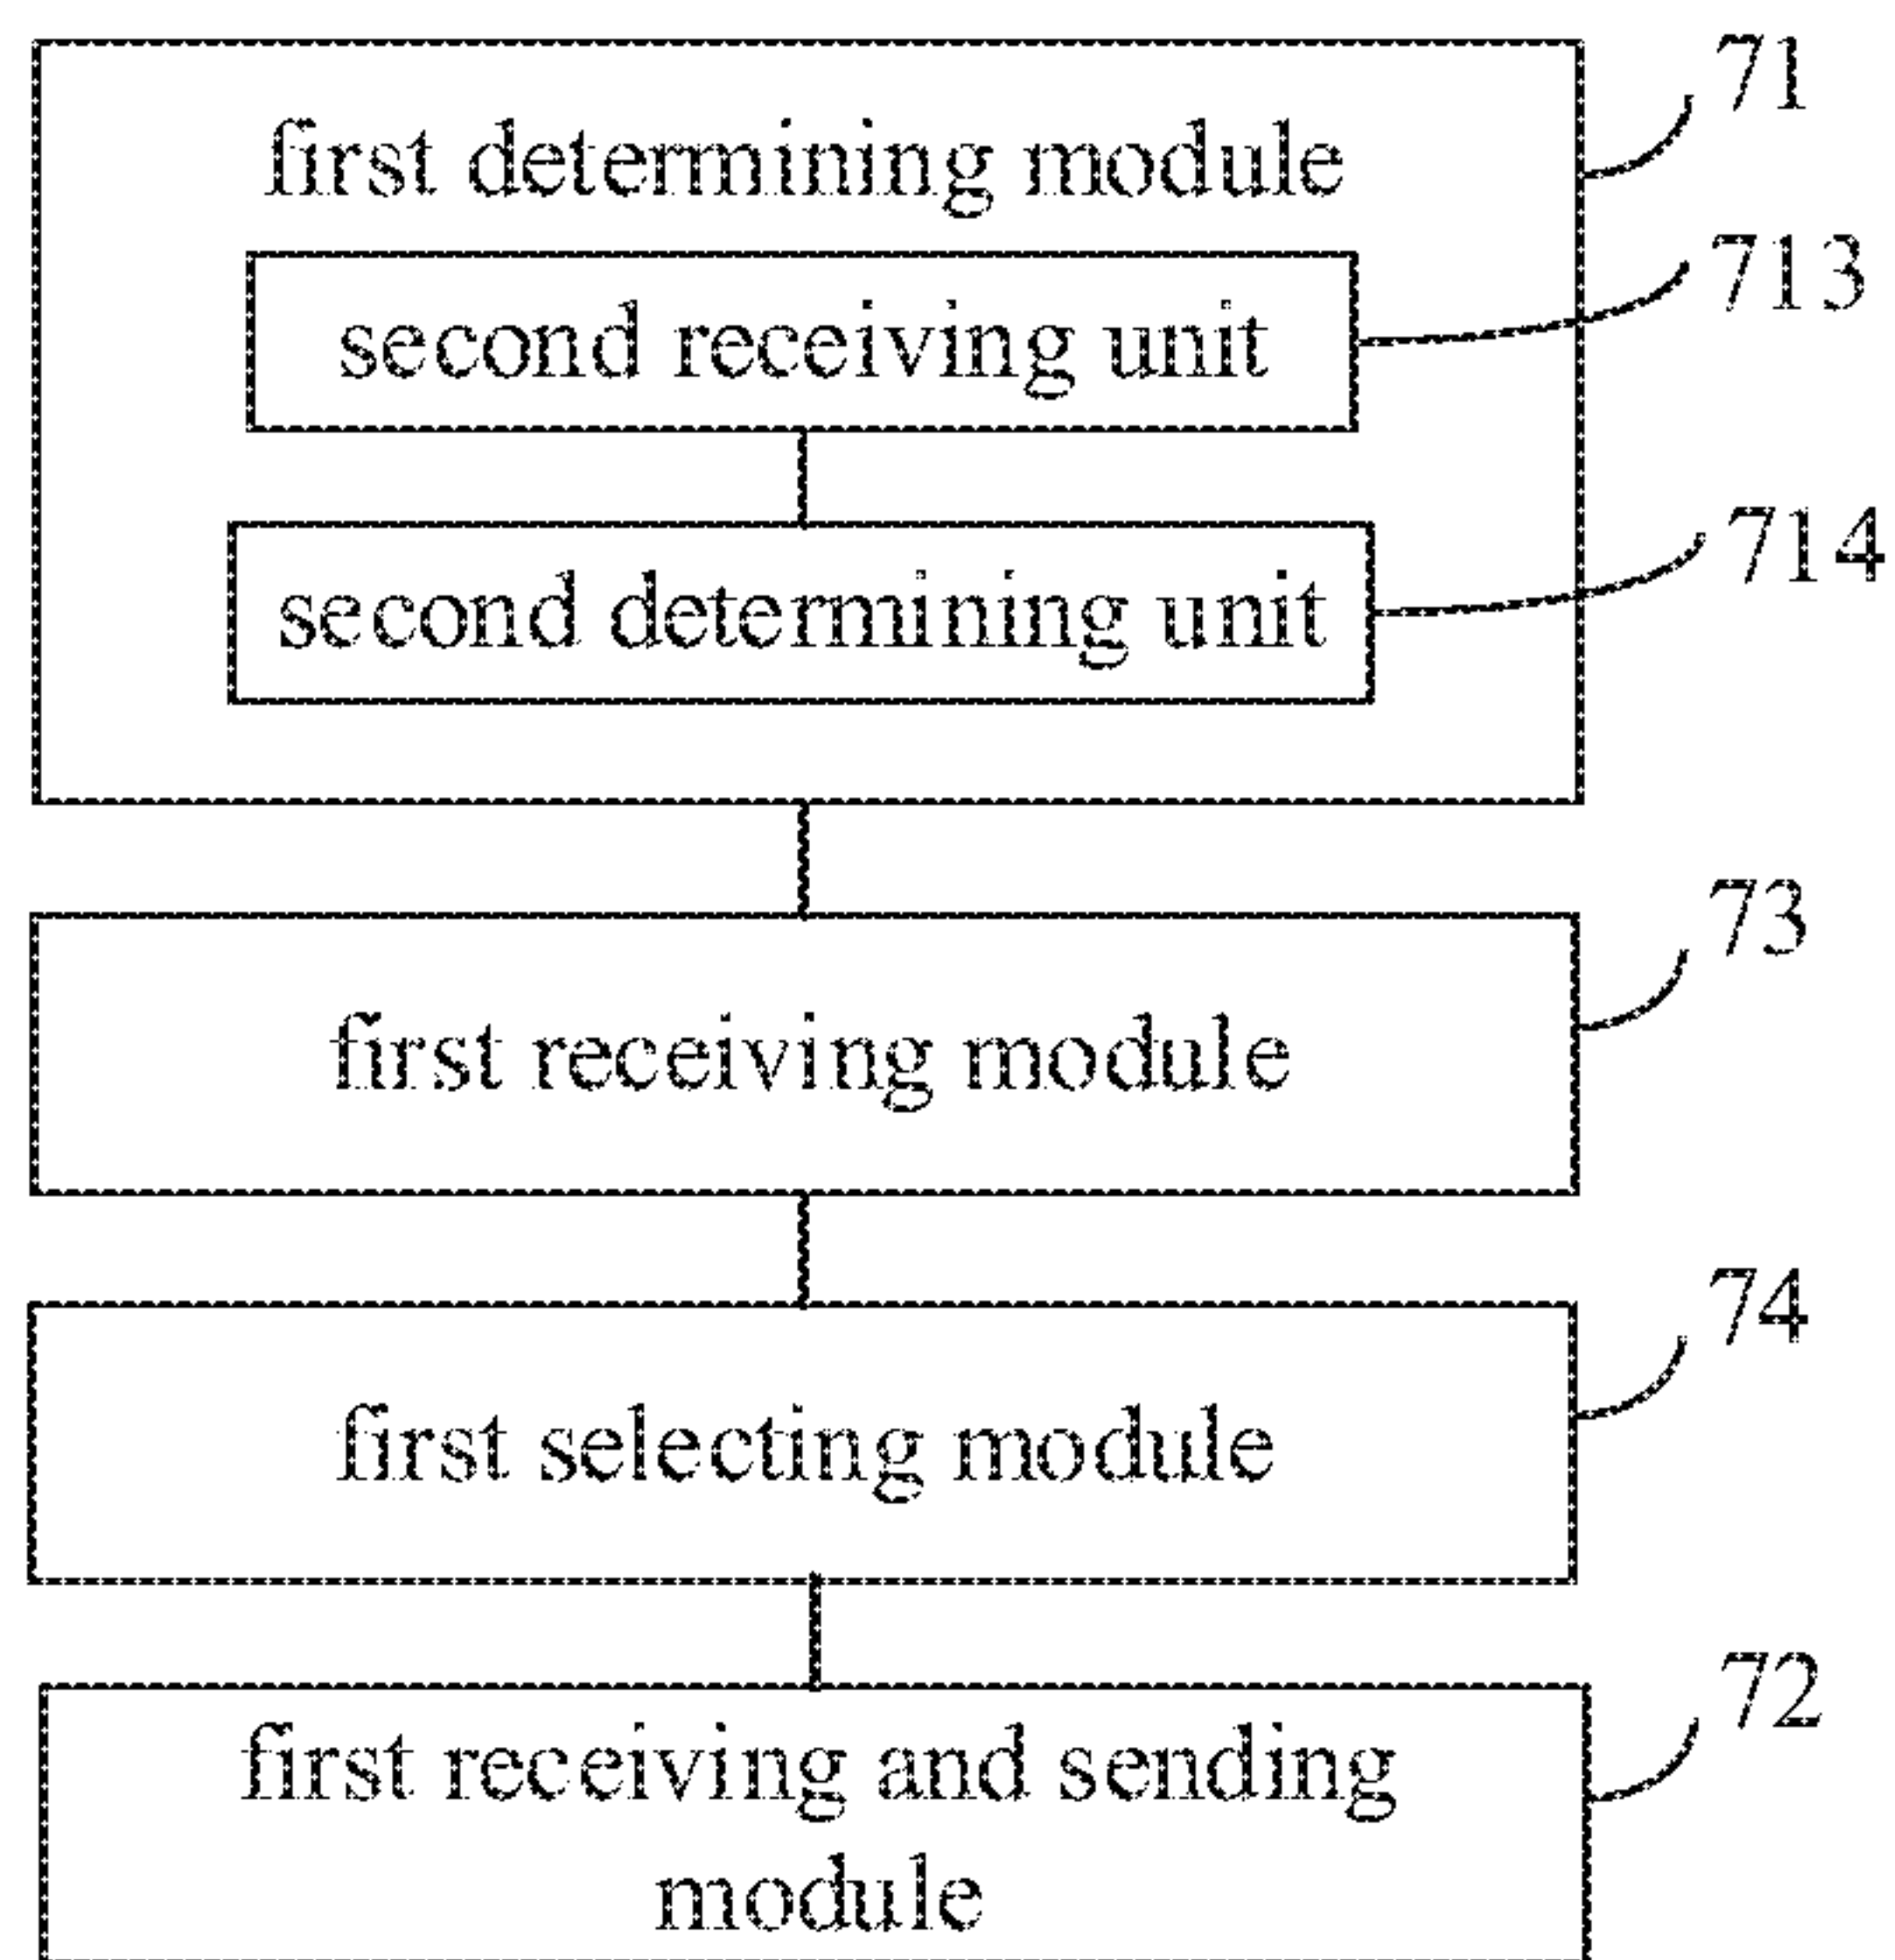 first determining module
71
second receiving unit
713
second determining unit
714
first receiving module
73
first selecting module
74
first receiving and sending
module
72